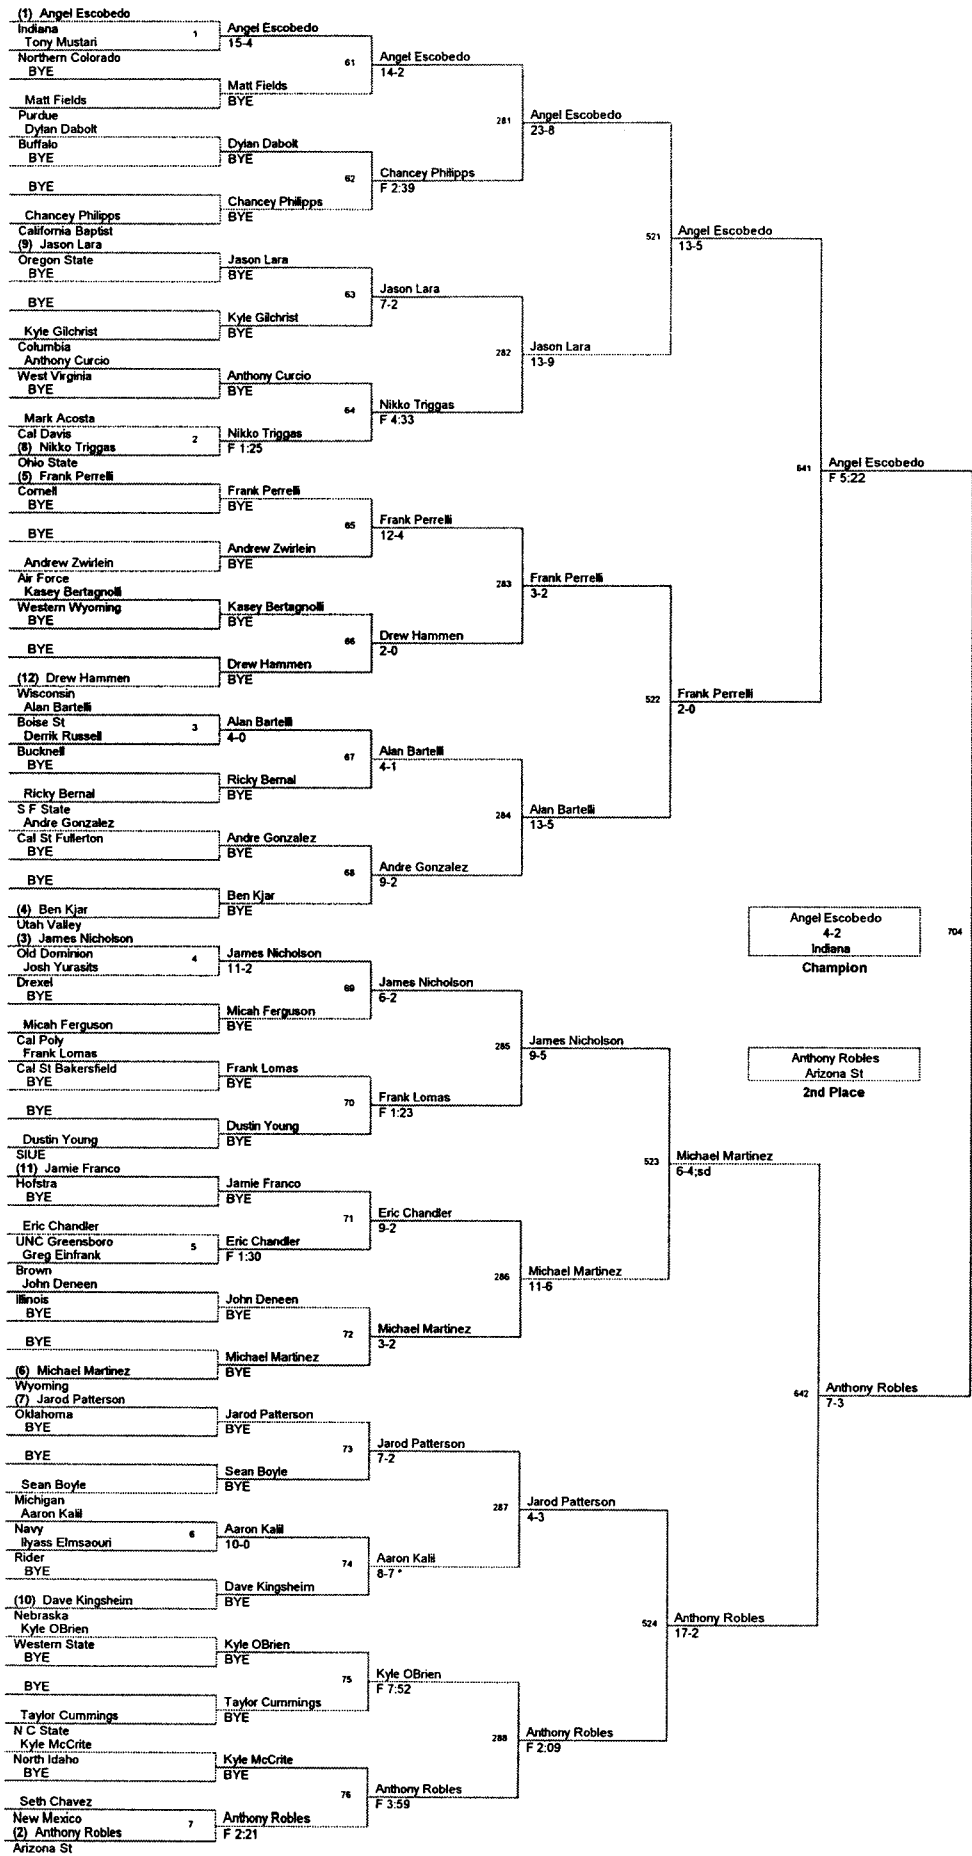 (1) Angel Escobedo
Indiana
Tony Mustari
Northern Colorado
BYE
Matt Fields
Purdue
Dylan Dabolt
Buffalo
BYE
BYE
Chancey Philipps
California Baptist
(9) Jason Lara
Oregon State
BYE
BYE
Kyle Gilchrist
Columbia
Anthony Curcio
West Virginia
BYE
Mark Acosta
Cal Davis
(8) Nikko Triggas
Ohio State
(5) Frank Perrelli
Cornell
BYE
BYE
Andrew Zwirlein
Air Force
Kasey Bertagnolli
Western Wyoming
BYE
BYE
(12) Drew Hammen
Wisconsin
Alan Bartelli
Boise St
Derrik Russell
Bucknell
BYE
Ricky Bernal
S F State
Andre Gonzalez
Cal St Fullerton
BYE
BYE
(4) Ben Kjar
Utah Valley
(3) James Nicholson
Old Dominion
Josh Yurasits
Drexel
BYE
Micah Ferguson
Cal Poly
Frank Lomas
Cal St Bakersfield
BYE
BYE
Dustin Young
SIUE
(11) Jamie Franco
Hofstra
BYE
Eric Chandler
UNC Greensboro
Greg Einfrank
Brown
John Deneen
Illinois
BYE
BYE
(6) Michael Martinez
Wyoming
(7) Jarod Patterson
Oklahoma
BYE
BYE
Sean Boyle
Michigan
Aaron Kalil
Navy
Ilyass Elmsaouri
Rider
BYE
(10) Dave Kingsheim
Nebraska
Kyle OBrien
Western State
BYE
BYE
Taylor Cummings
N C State
Kyle McCrite
North Idaho
BYE
Seth Chavez
New Mexico
(2) Anthony Robles
Arizona St
1
2
3
4
5
6
7
Angel Escobedo
15-4
Matt Fields
BYE
Dylan Dabolt
BYE
Chancey Philipps
BYE
Jason Lara
BYE
Kyle Gilchrist
BYE
Anthony Curcio
BYE
Nikko Triggas
F 1:25
Frank Perrelli
BYE
Andrew Zwirlein
BYE
Kasey Bertagnolli
BYE
Drew Hammen
BYE
Alan Bartelli
4-0
Ricky Bernal
BYE
Andre Gonzalez
BYE
Ben Kjar
BYE
James Nicholson
11-2
Micah Ferguson
BYE
Frank Lomas
BYE
Dustin Young
BYE
Jamie Franco
BYE
Eric Chandler
F 1:30
John Deneen
BYE
Michael Martinez
BYE
Jarod Patterson
BYE
Sean Boyle
BYE
Aaron Kalil
10-0
Dave Kingsheim
BYE
Kyle OBrien
BYE
Taylor Cummings
BYE
Kyle McCrite
BYE
Anthony Robles
F 2:21
61
62
63
64
65
66
67
68
69
70
71
72
73
74
75
76
Angel Escobedo
14-2
Chancey Philipps
F 2:39
Jason Lara
7-2
Nikko Triggas
F 4:33
Frank Perrelli
12-4
Drew Hammen
2-0
Alan Bartelli
4-1
Andre Gonzalez
9-2
James Nicholson
6-2
Frank Lomas
F 1:23
Eric Chandler
9-2
Michael Martinez
3-2
Jarod Patterson
7-2
Aaron Kalil
8-7 *
Kyle OBrien
F 7:52
Anthony Robles
F 3:59
281
282
283
284
285
286
287
288
Angel Escobedo
23-8
Jason Lara
13-9
Frank Perrelli
3-2
Alan Bartelli
13-5
James Nicholson
9-5
Michael Martinez
11-6
Jarod Patterson
4-3
Anthony Robles
F 2:09
521
522
523
524
Angel Escobedo
13-5
Frank Perrelli
2-0
Michael Martinez
6-4;sd
Anthony Robles
17-2
641
642
Angel Escobedo
F 5:22
Anthony Robles
7-3
704
Angel Escobedo
4-2
Indiana
Champion
Anthony Robles
Arizona St
2nd Place